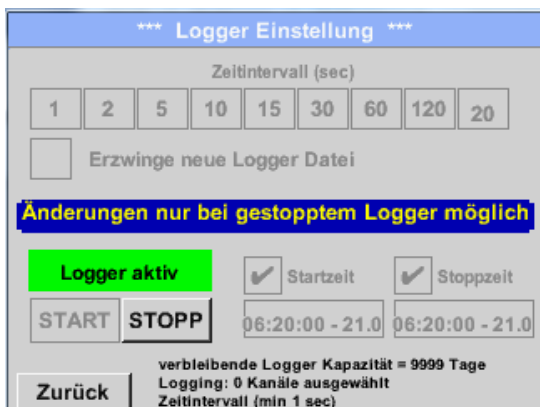 *** Logger Einstellung ***
Zeitintervall (sec)
1 2 5 10 15 30 60 120 20
Erzwinge neue Logger Datei
Änderungen nur bei gestopptem Logger möglich
Logger aktiv
Startzeit
Stoppzeit
START STOPP
06:20:00 - 21.0
06:20:00 - 21.0
Zurück
verbleibende Logger Kapazität = 9999 Tage
Logging: 0 Kanäle ausgewählt
Zeitintervall (min 1 sec)